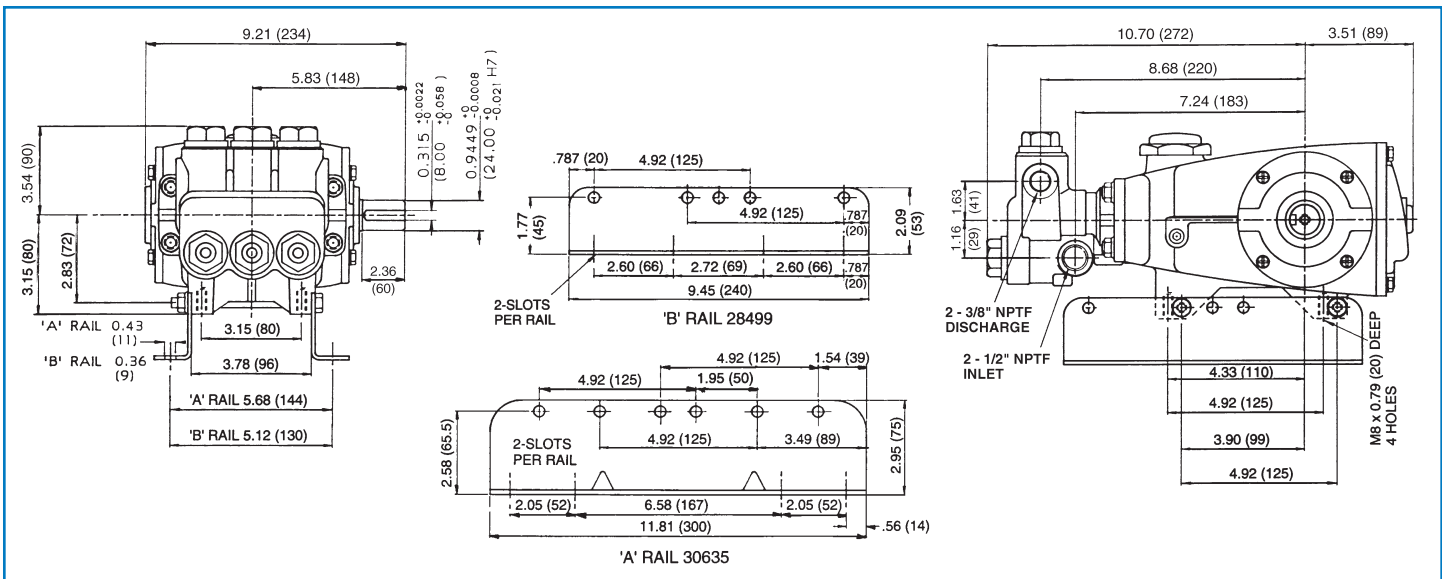 9.21 (234)
5.83 (148)
3.54 (90)
3.15 (80)
2.83 (72)
0.315 +0 -0.0022
(8.00 +0 -0.058 )
0.9449 +0 -0.0008
(24.00 +0 -0.021 H7)
2.36
(60)
'A' RAIL 0.43
(11)
'B' RAIL 0.36
(9)
3.15 (80)
3.78 (96)
'A' RAIL 5.68 (144)
'B' RAIL 5.12 (130)
.787 (20)
4.92 (125)
1.77
(45)
4.92 (125)
.787
(20)
2.09
(53)
2.60 (66)
2.72 (69)
2.60 (66)
.787
(20)
9.45 (240)
2-SLOTS
PER RAIL
'B' RAIL 28499
4.92 (125)
1.54 (39)
4.92 (125)
1.95 (50)
2.58 (65.5)
2-SLOTS
PER RAIL
4.92 (125)
3.49 (89)
2.95 (75)
2.05 (52)
6.58 (167)
2.05 (52)
11.81 (300)
.56 (14)
'A' RAIL 30635
10.70 (272)
3.51 (89)
8.68 (220)
7.24 (183)
1.63
(41)
1.16
(29)
2 - 3/8" NPTF
DISCHARGE
2 - 1/2" NPTF
INLET
4.33 (110)
4.92 (125)
3.90 (99)
4.92 (125)
M8 x 0.79 (20) DEEP
4 HOLES